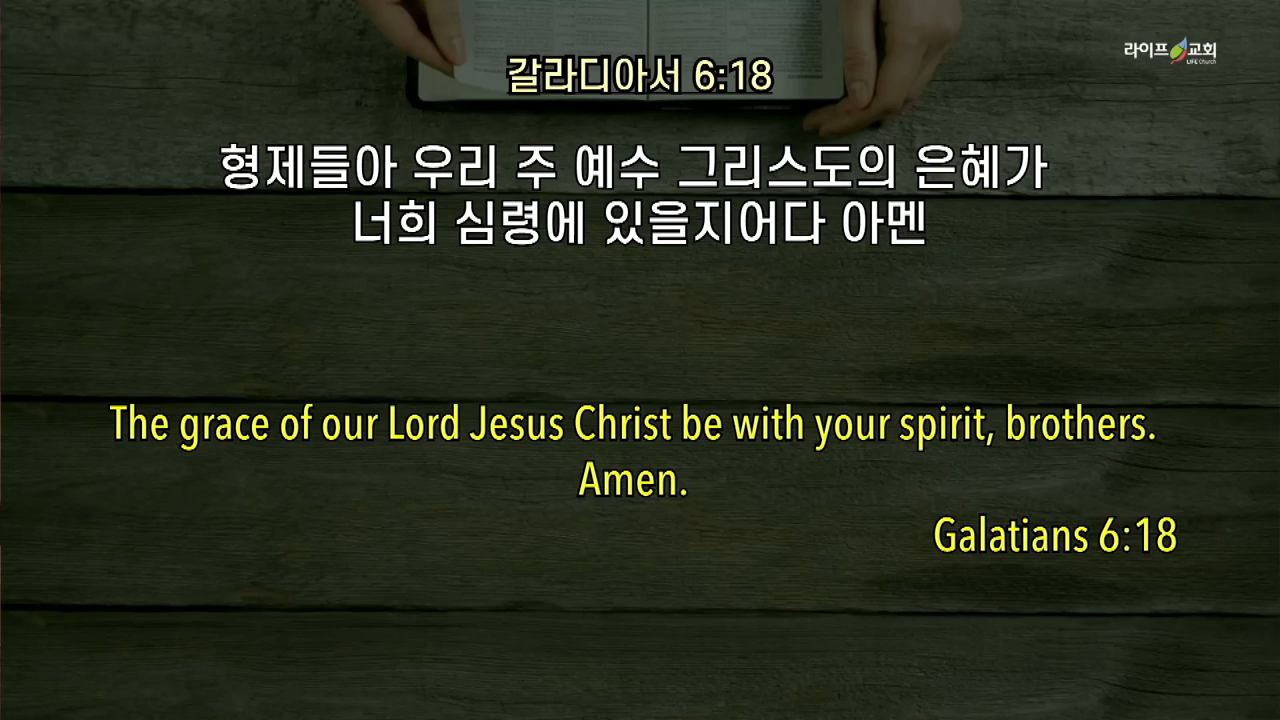 라이프 교회
LIFE Church
갈라디아서 6:18
형제들아 우리 주 예수 그리스도의 은혜가
너희 심령에 있을지어다 아멘
The grace of our Lord Jesus Christ be with your spirit, brothers.
Amen.
Galatians 6:18